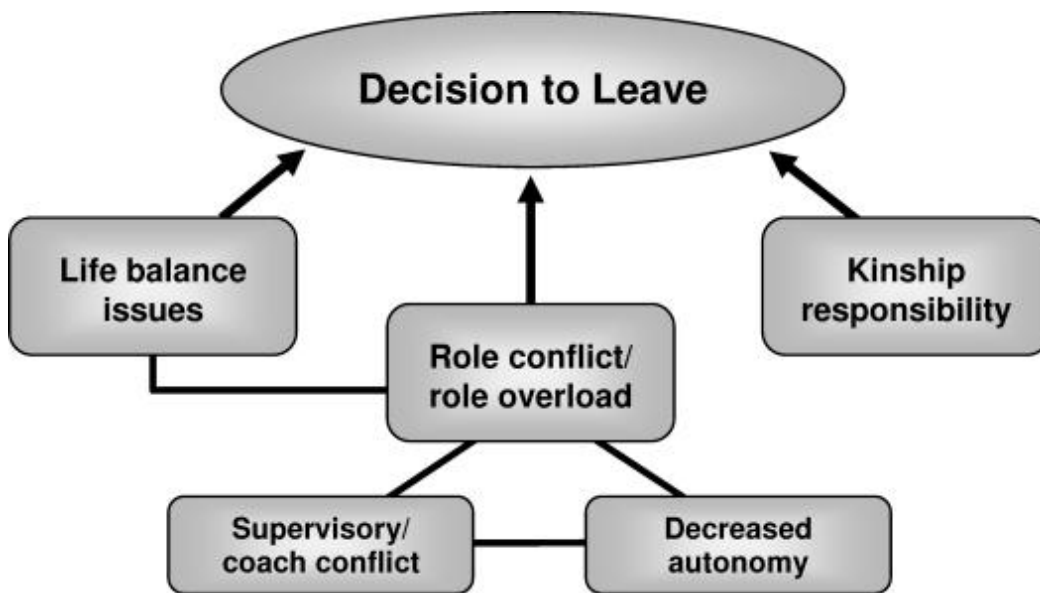 Decision to Leave
Life balance
issues
Kinship
responsibility
Role conflict/
role overload
Supervisory/
coach conflict
Decreased
autonomy